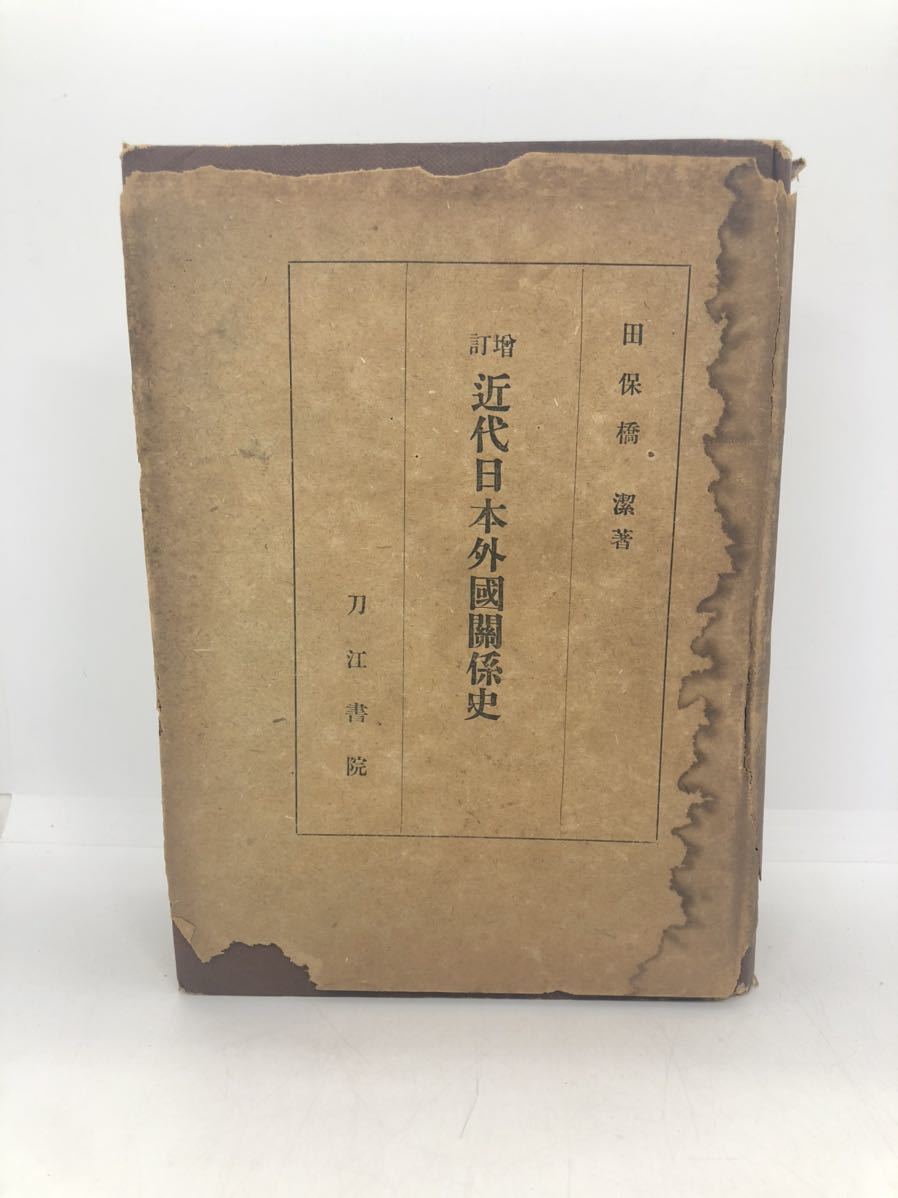 田保橋 潔著
増訂 近代日本外國關係史
刀江書院